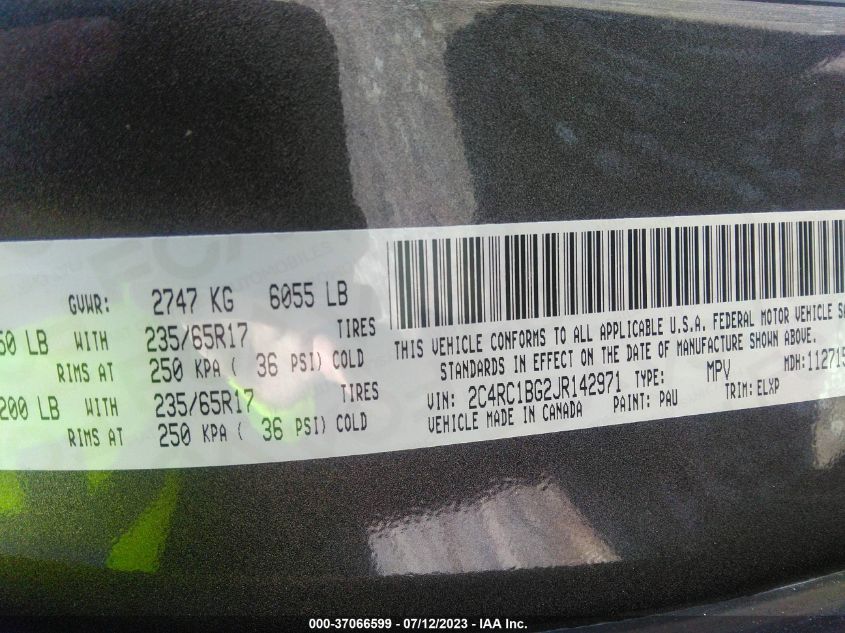 GVWR: 2747 KG 6055 LB
50 LB WITH 235/65R17 TIRES
RIMS AT 250 KPA ( 36 PSI) COLD
200 LB WITH 235/65R17 TIRES
RIMS AT 250 KPA ( 36 PSI) COLD
THIS VEHICLE CONFORMS TO ALL APPLICABLE U.S.A. FEDERAL MOTOR VEHICLE SA
STANDARDS IN EFFECT ON THE DATE OF MANUFACTURE SHOWN ABOVE.
VIN: 2C4RC1BG2JR142971 TYPE: MPV MDH: 112715
VEHICLE MADE IN CANADA PAINT: PAU TRIM: ELXP
000-37066599 - 07/12/2023 - IAA Inc.